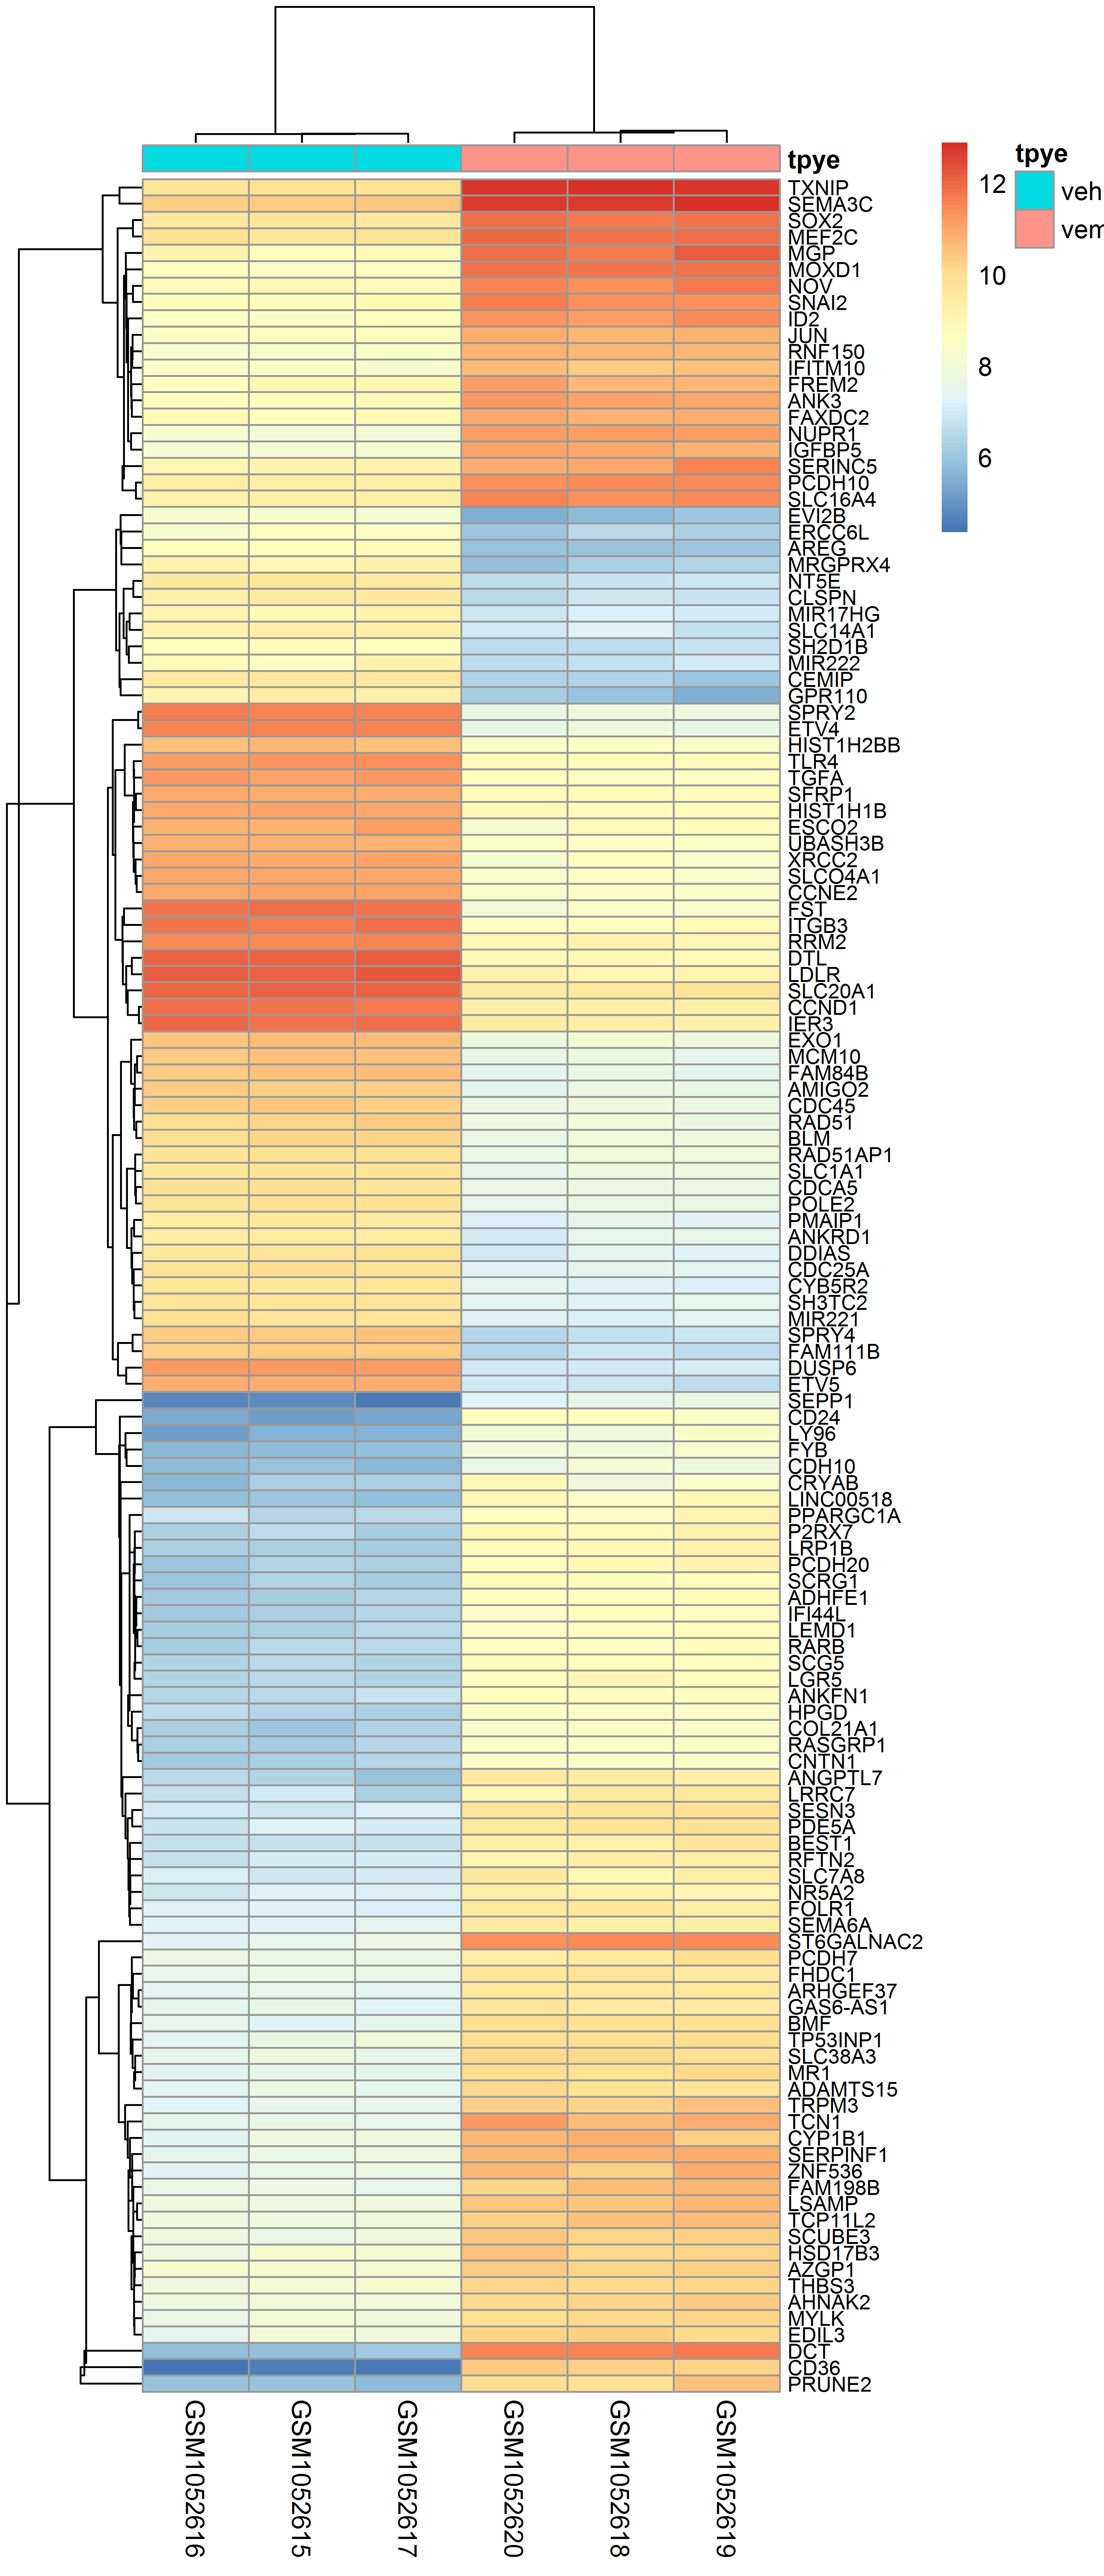 tpye
TXNIP
SEMA3C
SOX2
MEF2C
MGP
MOXD1
NOV
SNAI2
ID2
JUN
RNF150
IFITM10
FREM2
ANK3
FAXDC2
NUPR1
IGFBP5
SERINC5
PCDH10
SLC16A4
EVI2B
ERCC6L
AREG
MRGPRX4
NT5E
CLSPN
MIR17HG
SLC14A1
SH2D1B
MIR222
CEMIP
GPR110
SPRY2
ETV4
HIST1H2BB
TLR4
TGFA
SFRP1
HIST1H1B
ESCO2
UBASH3B
XRCC2
SLCO4A1
CCNE2
FST
ITGB3
RRM2
DTL
LDLR
SLC20A1
CCND1
IER3
EXO1
MCM10
FAM84B
AMIGO2
CDC45
RAD51
BLM
RAD51AP1
SLC1A1
CDCA5
POLE2
PMAIP1
ANKRD1
DDIAS
CDC25A
CYB5R2
SH3TC2
MIR221
SPRY4
FAM111B
DUSP6
ETV5
SEPP1
CD24
LY96
FYB
CDH10
CRYAB
LINC00518
PPARGC1A
P2RX7
LRP1B
PCDH20
SCRG1
ADHFE1
IFI44L
LEMD1
RARB
SCG5
LGR5
ANKFN1
HPGD
COL21A1
RASGRP1
CNTN1
ANGPTL7
LRRC7
SESN3
PDE5A
BEST1
RFTN2
SLC7A8
NR5A2
FOLR1
SEMA6A
ST6GALNAC2
PCDH7
FHDC1
ARHGEF37
GAS6-AS1
BMF
TP53INP1
SLC38A3
MR1
ADAMTS15
TRPM3
TCN1
CYP1B1
SERPINF1
ZNF536
FAM198B
LSAMP
TCP11L2
SCUBE3
HSD17B3
AZGP1
THBS3
AHNAK2
MYLK
EDIL3
DCT
CD36
PRUNE2
GSM1052616
GSM1052615
GSM1052617
GSM1052620
GSM1052618
GSM1052619
12
10
8
6
tpye
veh
vem